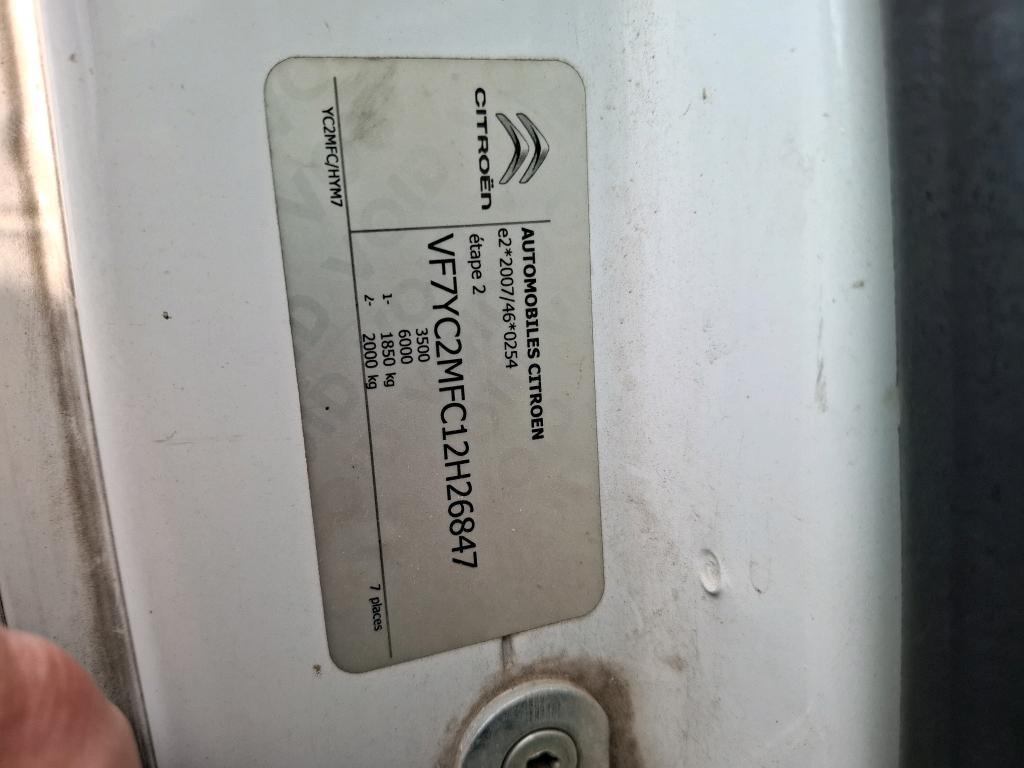 CITROËN
AUTOMOBILES CITROEN
e2*2007/46*0254
étape 2
VF7YC2MFC12H26847
3500
6000
1- 1850 kg
2- 2000 kg
YC2MFC/HYM7
7 places